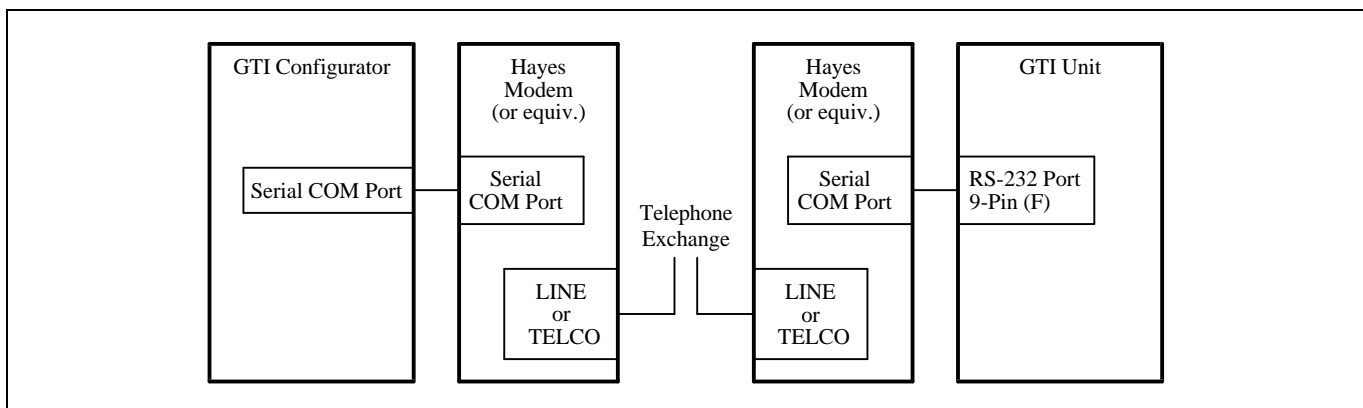 GTI Configurator
Serial COM Port
Hayes
Modem
(or equiv.)
Serial
COM Port
LINE
or
TELCO
Telephone
Exchange
Hayes
Modem
(or equiv.)
Serial
COM Port
LINE
or
TELCO
GTI Unit
RS-232 Port
9-Pin (F)